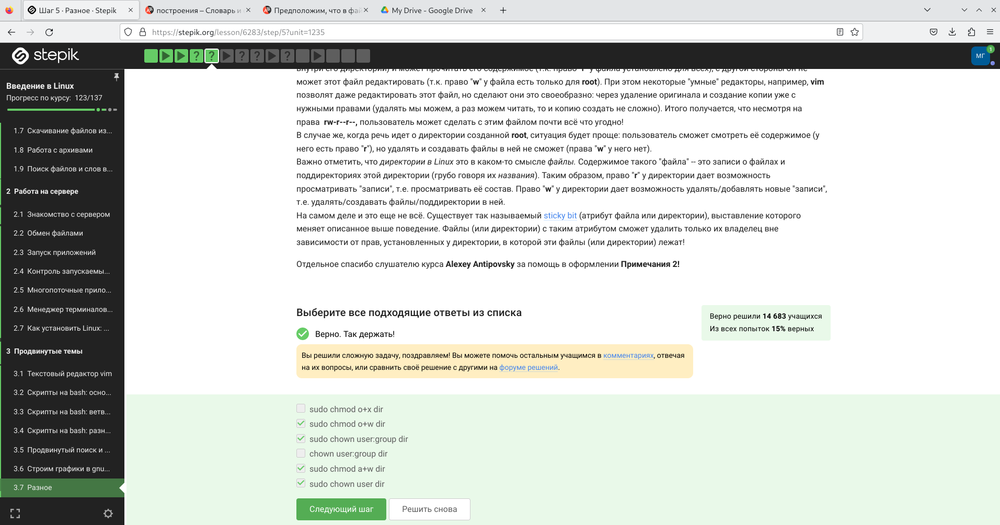 Шаг 5 · Разное · Stepik
построения – Словарь и
Предположим, что в фай
My Drive - Google Drive
https://stepik.org/lesson/6283/step/5?unit=1235
stepik
МГ
1
Введение в Linux
Прогресс по курсу: 123/137
1.7 Скачивание файлов из...
1.8 Работа с архивами
1.9 Поиск файлов и слов в...
2 Работа на сервере
2.1 Знакомство с сервером
2.2 Обмен файлами
2.3 Запуск приложений
2.4 Контроль запускаемы...
2.5 Многопоточные прило...
2.6 Менеджер терминалов...
2.7 Как установить Linux: ...
3 Продвинутые темы
3.1 Текстовый редактор vim
3.2 Скрипты на bash: осно...
3.3 Скрипты на bash: ветв...
3.4 Скрипты на bash: разн...
3.5 Продвинутый поиск и ...
3.6 Строим графики в gnu...
3.7 Разное
внутри его директории) и может прочитать его содержимое (т.к. право "r" у файла установлено для всех), с другой стороны он не
может этот файл редактировать (т.к. право "w" у файла есть только для root). При этом некоторые "умные" редакторы, например, vim
позволят даже редактировать этот файл, но сделают они это своеобразно: через удаление оригинала и создание копии уже с
нужными правами (удалять мы можем, а раз можем читать, то и копию создать не сложно). Итого получается, что несмотря на
права rw-r--r--, пользователь может сделать с этим файлом почти всё что угодно!
В случае же, когда речь идет о директории созданной root, ситуация будет проще: пользователь сможет смотреть её содержимое (у
него есть право "r"), но удалять и создавать файлы в ней не сможет (права "w" у него нет).
Важно отметить, что директории в Linux это в каком-то смысле файлы. Содержимое такого "файла" -- это записи о файлах и
поддиректориях этой директории (грубо говоря их названия). Таким образом, право "r" у директории дает возможность
просматривать "записи", т.е. просматривать её состав. Право "w" у директории дает возможность удалять/добавлять новые "записи",
т.е. удалять/создавать файлы/поддиректории в ней.
На самом деле и это еще не всё. Существует так называемый sticky bit (атрибут файла или директории), выставление которого
меняет описанное выше поведение. Файлы (или директории) с таким атрибутом сможет удалить только их владелец вне
зависимости от прав, установленных у директории, в которой эти файлы (или директории) лежат!
Отдельное спасибо слушателю курса Alexey Antipovsky за помощь в оформлении Примечания 2!
Выберите все подходящие ответы из списка
Верно. Так держать!
Вы решили сложную задачу, поздравляем! Вы можете помочь остальным учащимся в комментариях, отвечая
на их вопросы, или сравнить своё решение с другими на форуме решений.
Верно решили 14 683 учащихся
Из всех попыток 15% верных
sudo chmod o+x dir
sudo chmod o+w dir
sudo chown user:group dir
chown user:group dir
sudo chmod a+w dir
sudo chown user dir
Следующий шаг
Решить снова